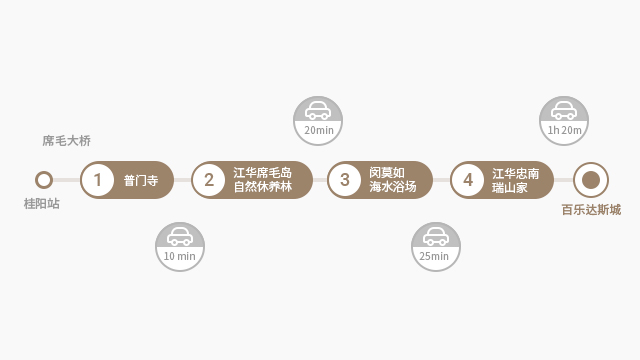 席毛大桥
桂阳站
1
普门寺
10 min
2
江华席毛岛
自然休养林
20min
3
闵莫如
海水浴场
25min
4
江华忠南
瑞山家
1h 20m
百乐达斯城